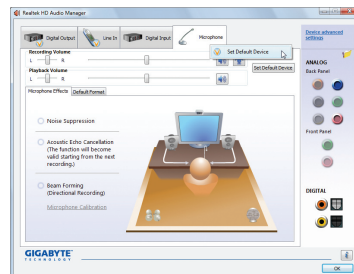 Realtek HD Audio Manager
Digital Output
Line In
Digital Input
Microphone
Device advanced
settings
Set Default Device
Recording Volume
L R
Set Default Device
Playback Volume
L R
ANALOG
Back Panel
Microphone Effects
Default Format
Noise Suppression
Acoustic Echo Cancellation
(The function will become
valid starting from the next
recording.)
Front Panel
Beam Forming
(Directional Recording)
Microphone Calibration
DIGITAL
GIGABYTE
TECHNOLOGY
i
OK